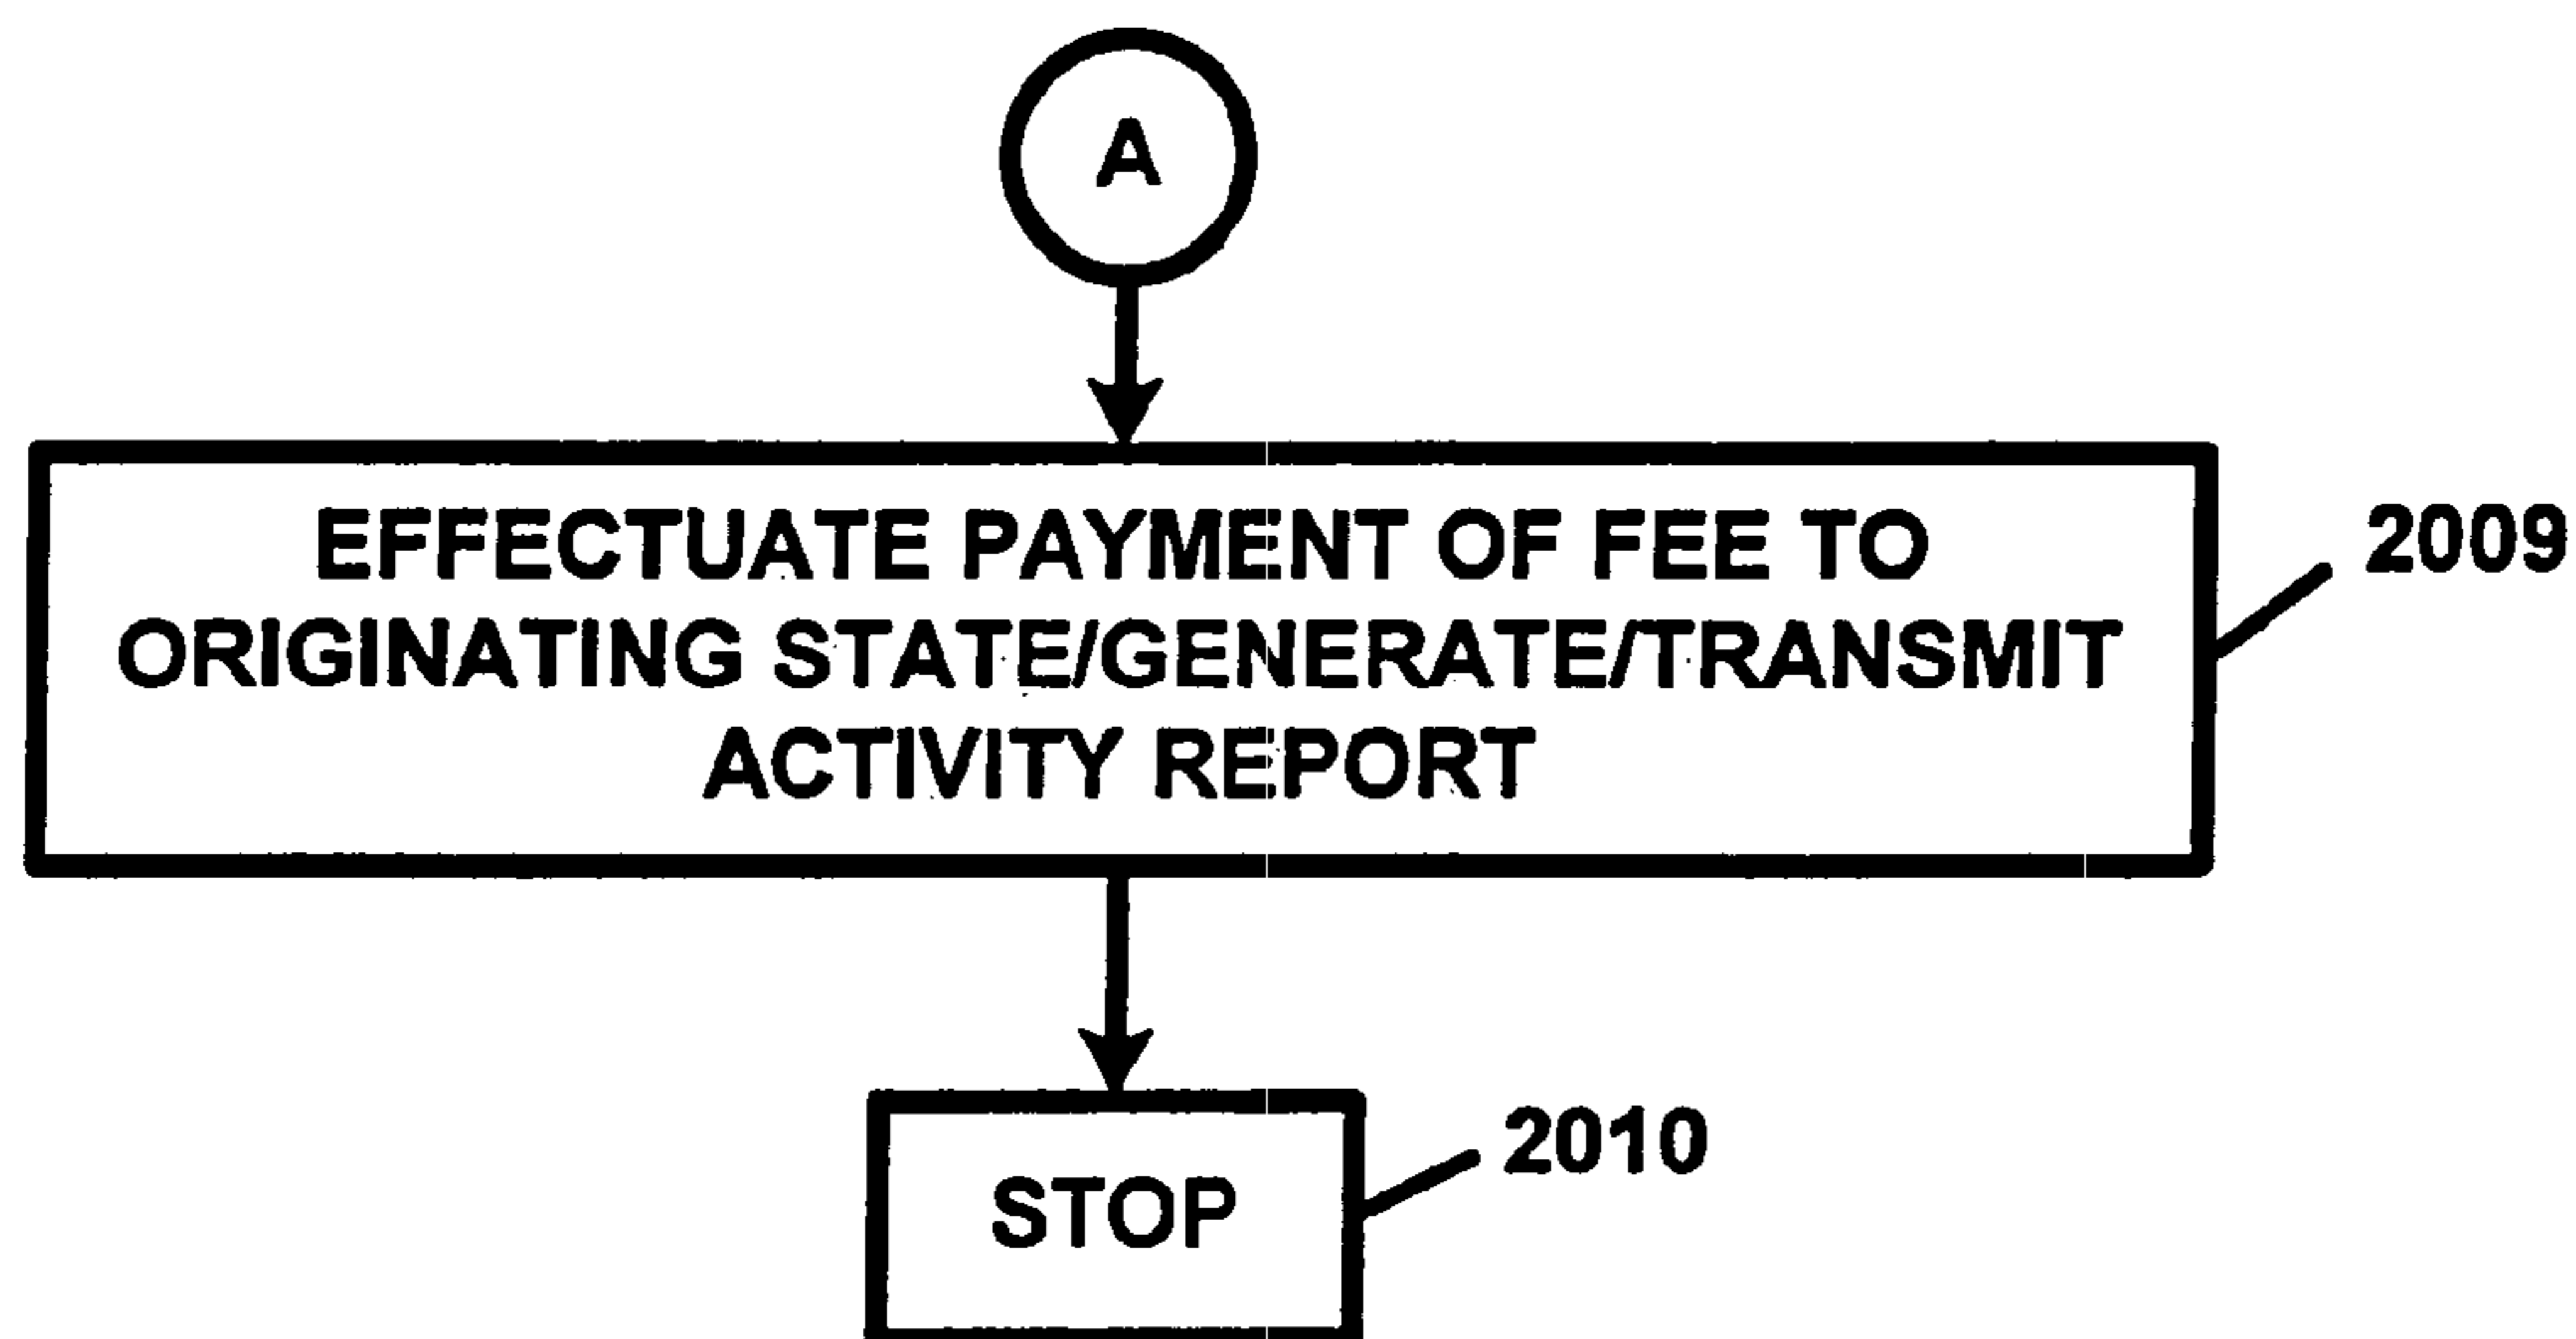 A
EFFECTUATE PAYMENT OF FEE TO
ORIGINATING STATE/GENERATE/TRANSMIT
ACTIVITY REPORT
2009
STOP
2010